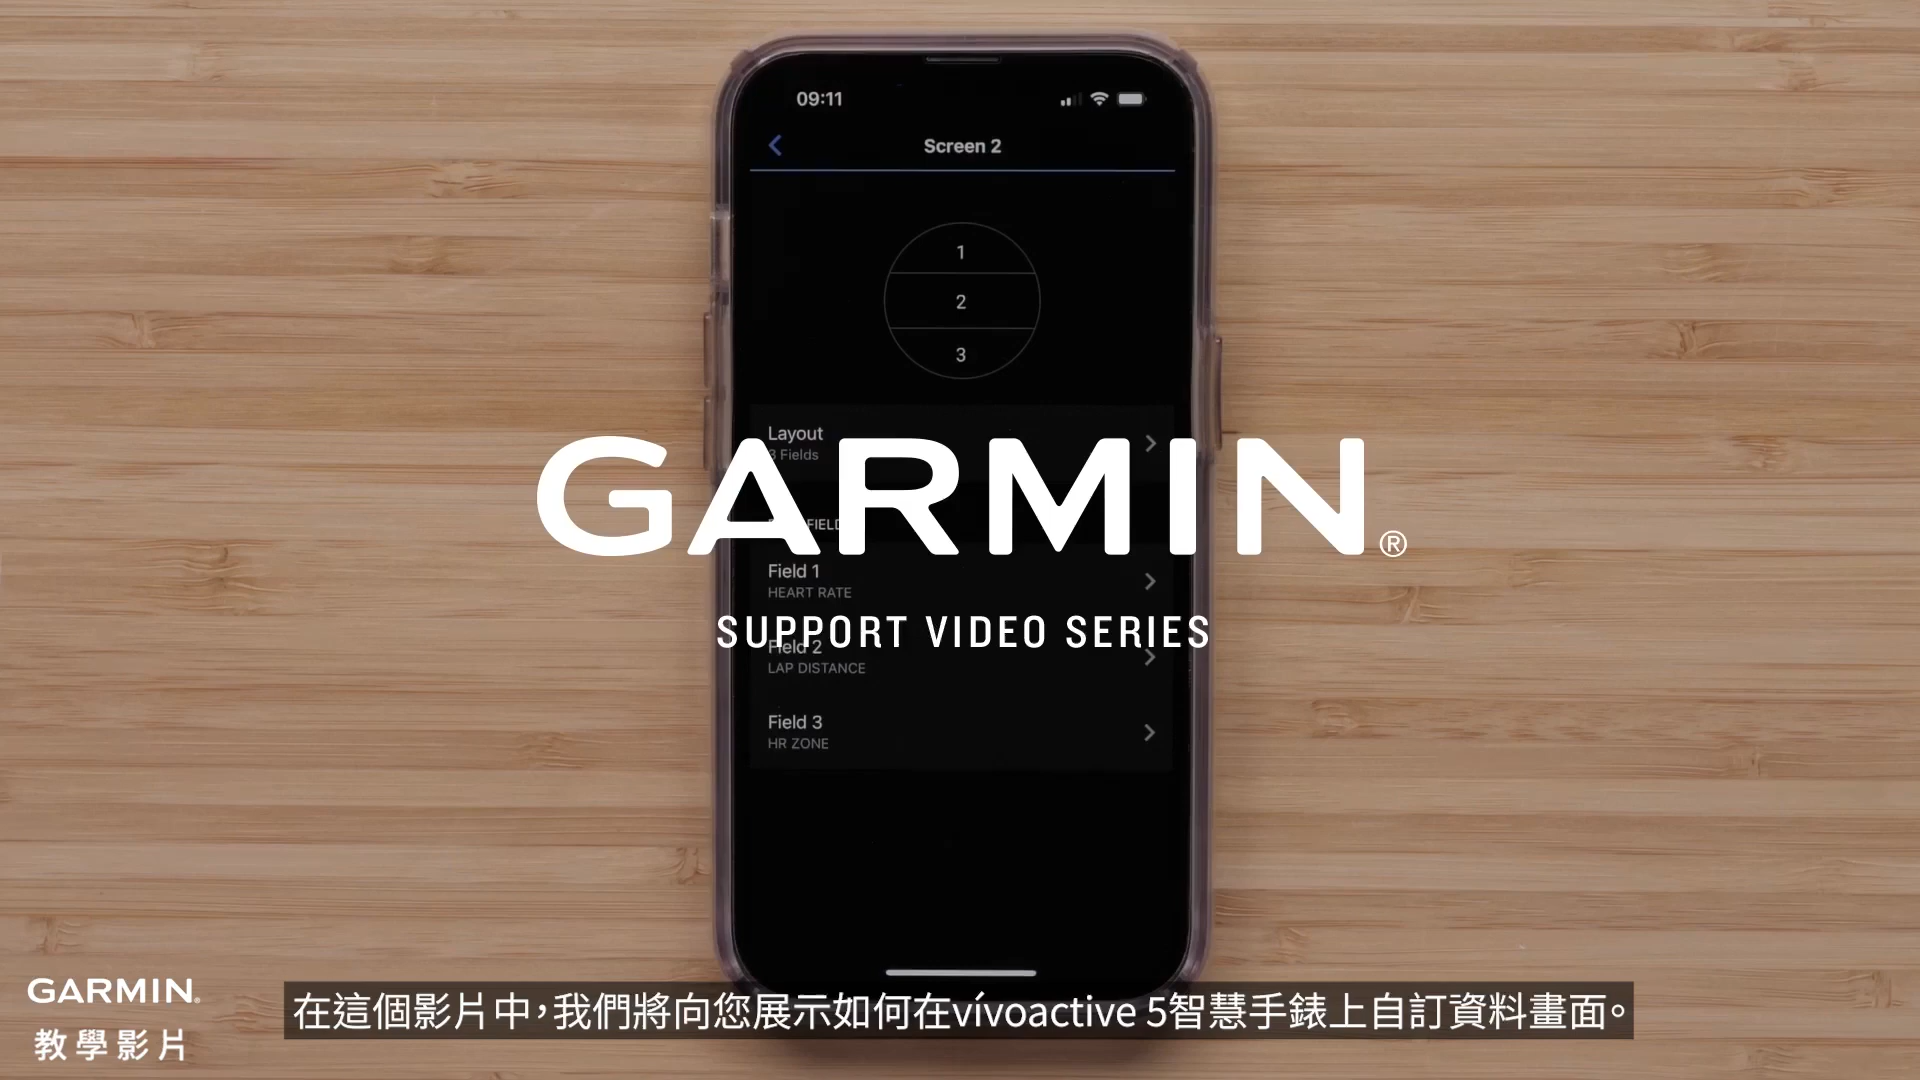 09:11
Screen 2
1
2
3
Layout
3 Fields
GARMIN®
Field 1
HEART RATE
SUPPORT VIDEO SERIES
Field 2
LAP DISTANCE
Field 3
HR ZONE
GARMIN®
教學影片
在這個影片中，我們將向您展示如何在vívoactive 5智慧手錶上自訂資料畫面。